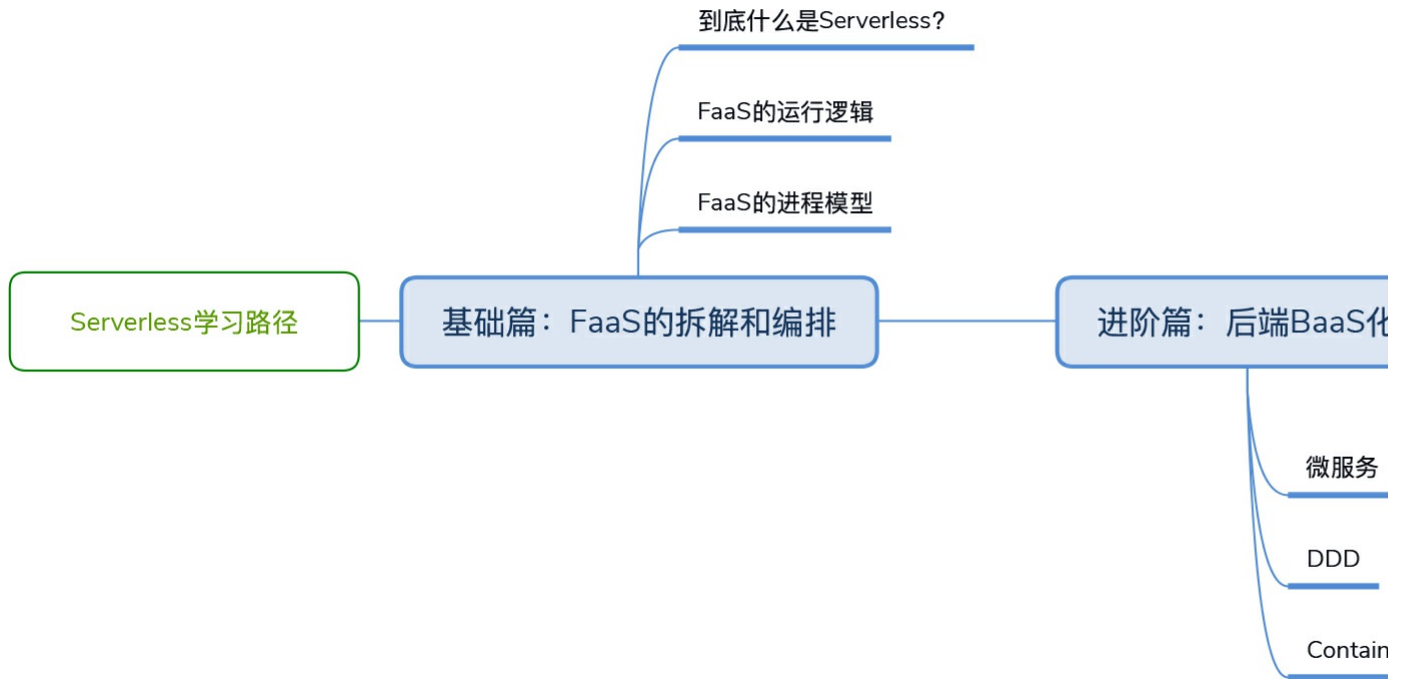 到底什么是Serverless?
FaaS的运行逻辑
FaaS的进程模型
Serverless学习路径
基础篇：FaaS的拆解和编排
进阶篇：后端BaaS化
微服务
DDD
Contain